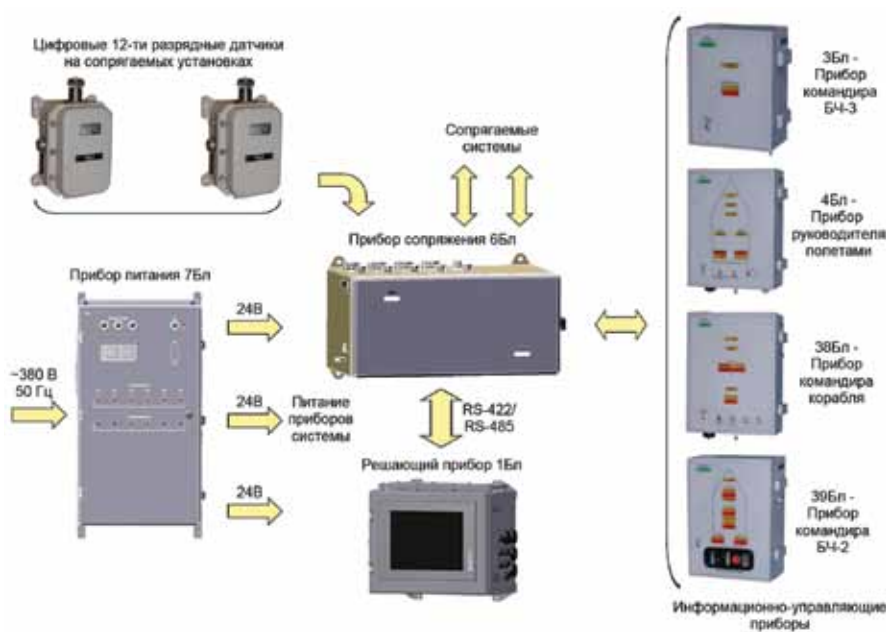 Цифровые 12-ти разрядные датчики
на сопрягаемых установках
Сопрягаемые
системы
Прибор сопряжения 6Бл
Прибор питания 7Бл
24В
~380 В
50 Гц
24В
Питание
приборов
системы
RS-422/
RS-485
Решающий прибор 1Бл
24В
3Бл -
Прибор
командира
БЧ-3
4Бл -
Прибор
руководителя
полетами
38Бл -
Прибор
командира
корабля
39Бл -
Прибор
командира
БЧ-2
Информационно-управляющие
приборы